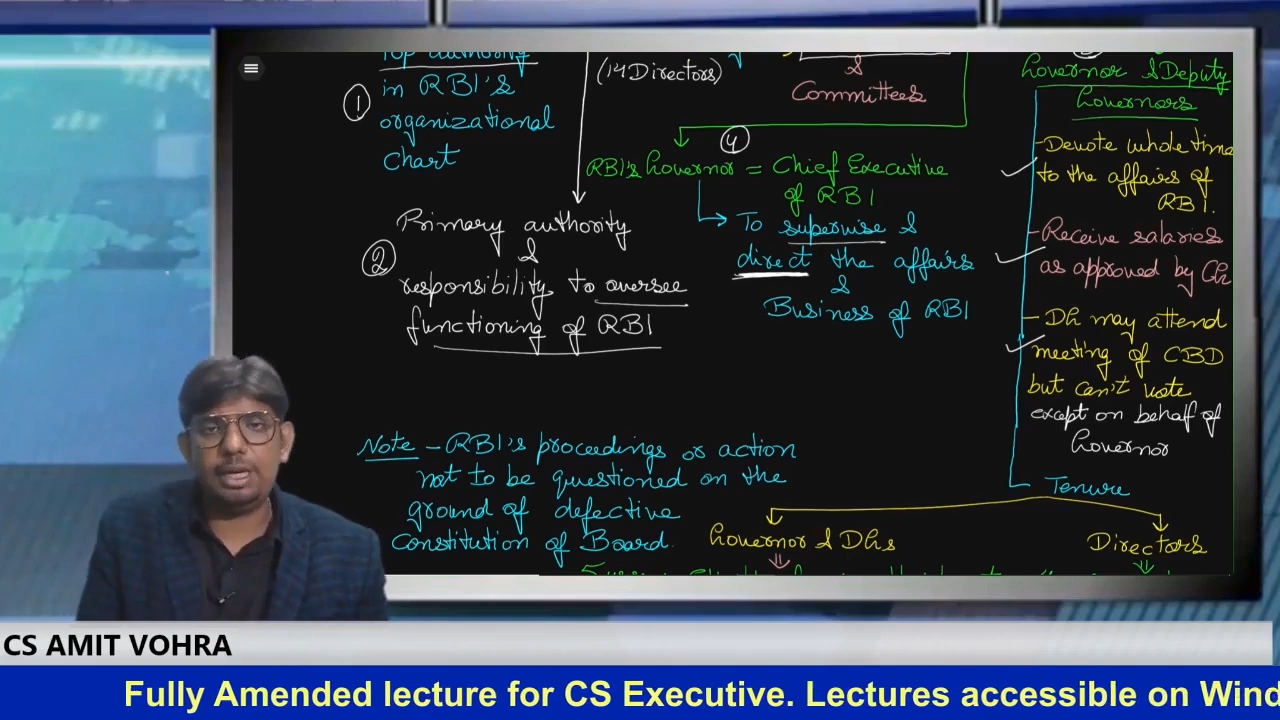 Top authority
in RBI's
① organizational
chart
(14 Directors)
&
Committees
④
RBI's Governor = Chief Executive
of RBI
→ To supervise &
direct the affairs
&
Business of RBI
Primary authority
&
② responsibility to oversee
functioning of RBI
Governor & Deputy
Governors
- Devote whole time
to the affairs of
RBI.
- Receive salaries
as approved by CG
- DG may attend
meeting of CBD
but can't vote
except on behalf of
Governor
Tenure
Note - RBI's proceedings or action
not to be questioned on the
ground of defective
Constitution of Board.
Governor & DGs
Directors
CS AMIT VOHRA
Fully Amended lecture for CS Executive. Lectures accessible on Wind